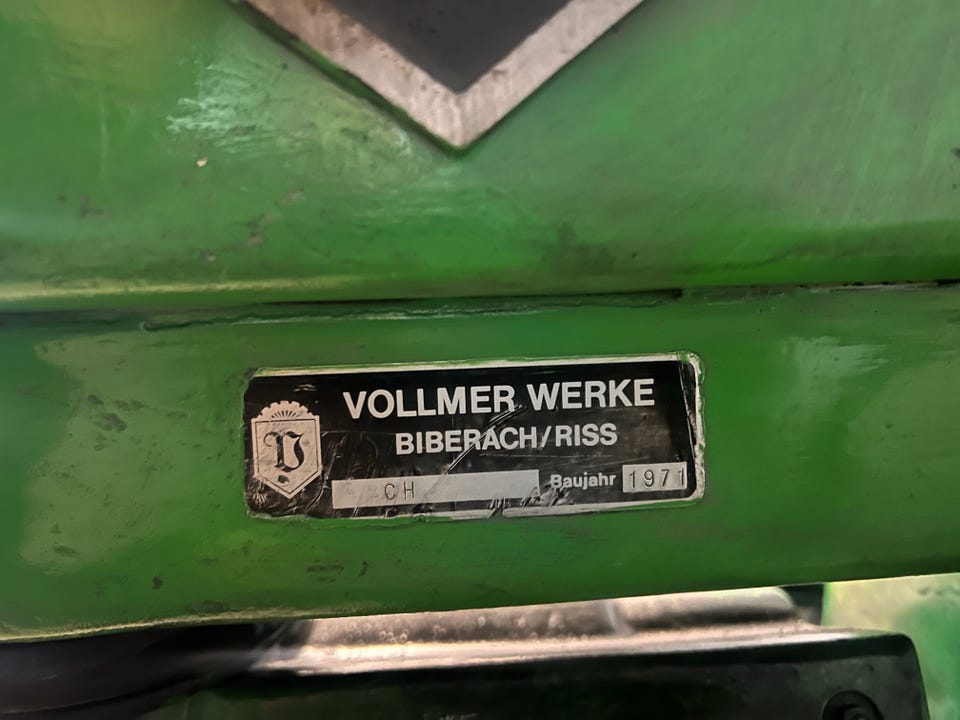 VOLLMER WERKE
BIBERACH/RISS
V
CH Baujahr 1971